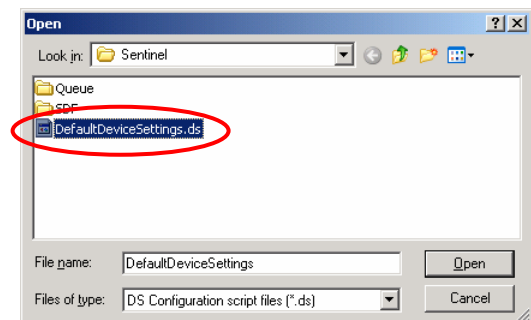 Open
Look in: Sentinel
Queue
SDF
DefaultDeviceSettings.ds
File name: DefaultDeviceSettings Open
Files of type: DS Configuration script files (*.ds) Cancel